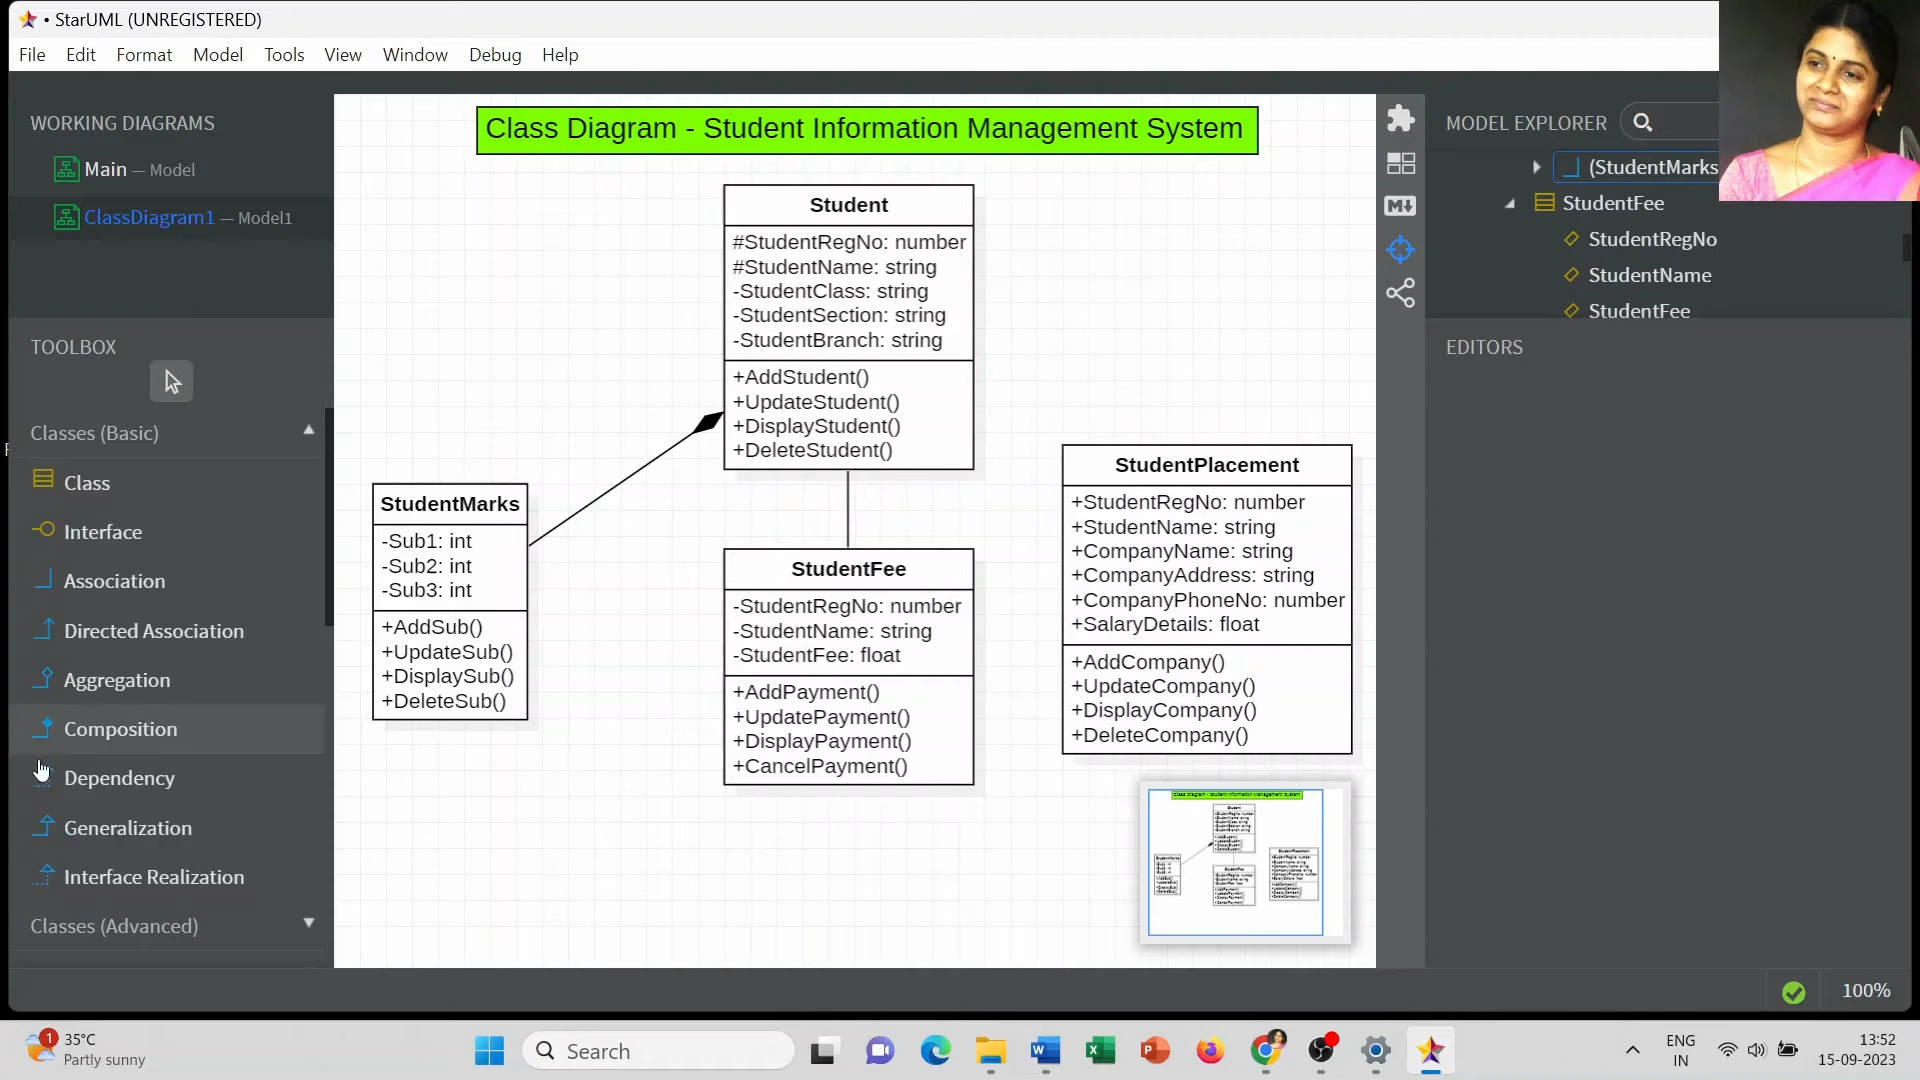 • StarUML (UNREGISTERED)
File Edit Format Model Tools View Window Debug Help
WORKING DIAGRAMS
Main — Model
ClassDiagram1 — Model1
TOOLBOX
Classes (Basic)
Class
Interface
Association
Directed Association
Aggregation
Composition
Dependency
Generalization
Interface Realization
Classes (Advanced)
Class Diagram - Student Information Management System
Student
#StudentRegNo: number
#StudentName: string
-StudentClass: string
-StudentSection: string
-StudentBranch: string
+AddStudent()
+UpdateStudent()
+DisplayStudent()
+DeleteStudent()
StudentMarks
-Sub1: int
-Sub2: int
-Sub3: int
+AddSub()
+UpdateSub()
+DisplaySub()
+DeleteSub()
StudentFee
-StudentRegNo: number
-StudentName: string
-StudentFee: float
+AddPayment()
+UpdatePayment()
+DisplayPayment()
+CancelPayment()
StudentPlacement
+StudentRegNo: number
+StudentName: string
+CompanyName: string
+CompanyAddress: string
+CompanyPhoneNo: number
+SalaryDetails: float
+AddCompany()
+UpdateCompany()
+DisplayCompany()
+DeleteCompany()
MODEL EXPLORER
(StudentMarks
StudentFee
StudentRegNo
StudentName
StudentFee
EDITORS
100%
1
35°C
Partly sunny
Search
ENG
IN
13:52
15-09-2023